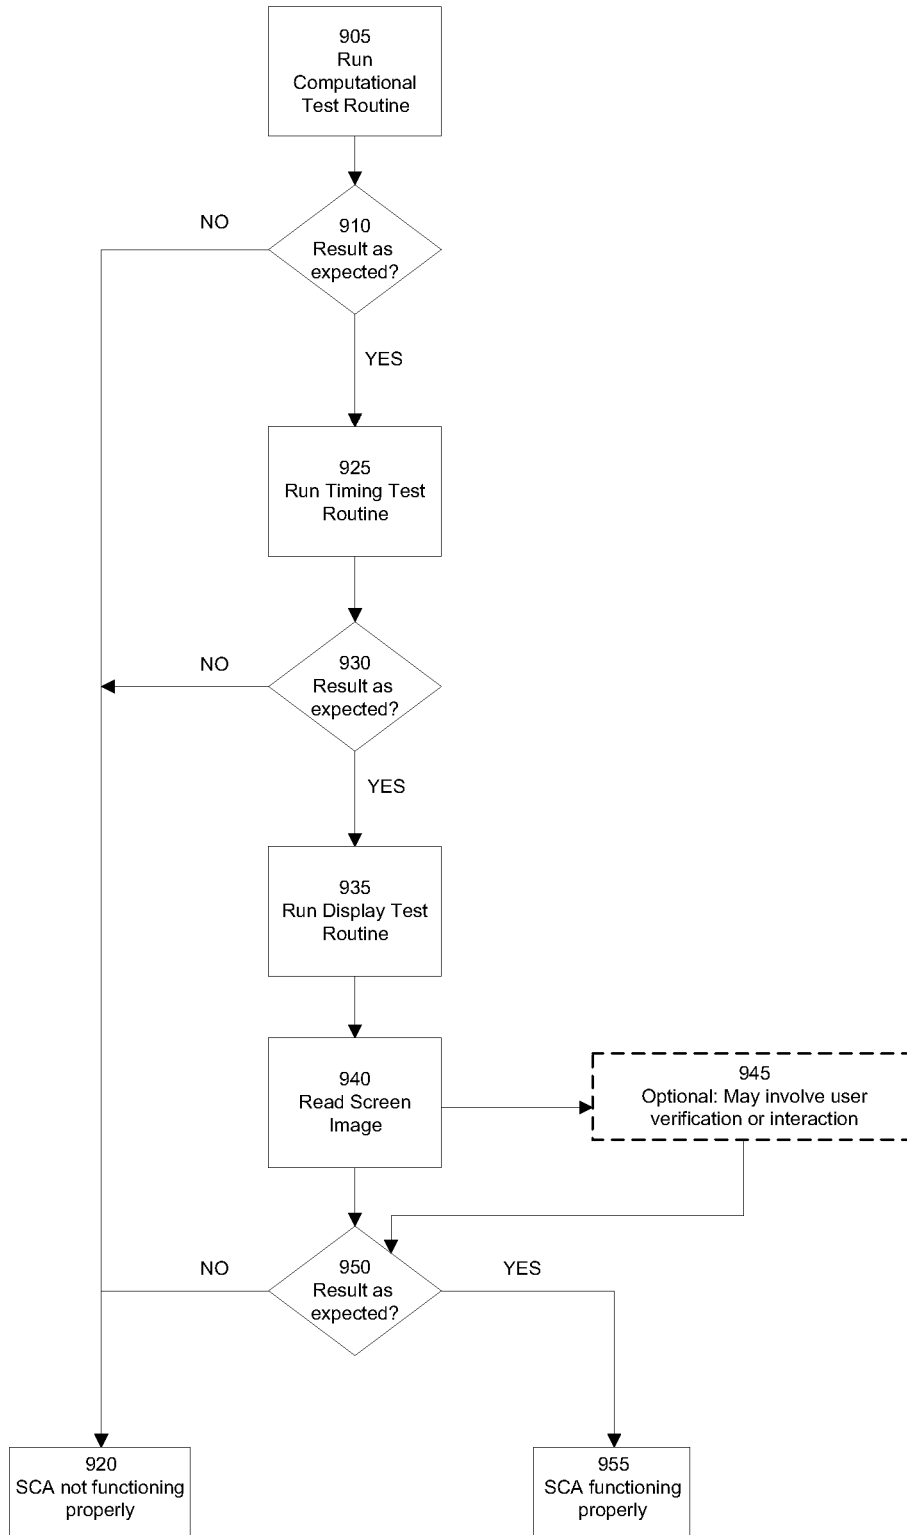 905
Run
Computational
Test Routine
NO
910
Result as
expected?
YES
925
Run Timing Test
Routine
NO
930
Result as
expected?
YES
935
Run Display Test
Routine
940
Read Screen
Image
945
Optional: May involve user
verification or interaction
NO
950
Result as
expected?
YES
920
SCA not functioning
properly
955
SCA functioning
properly